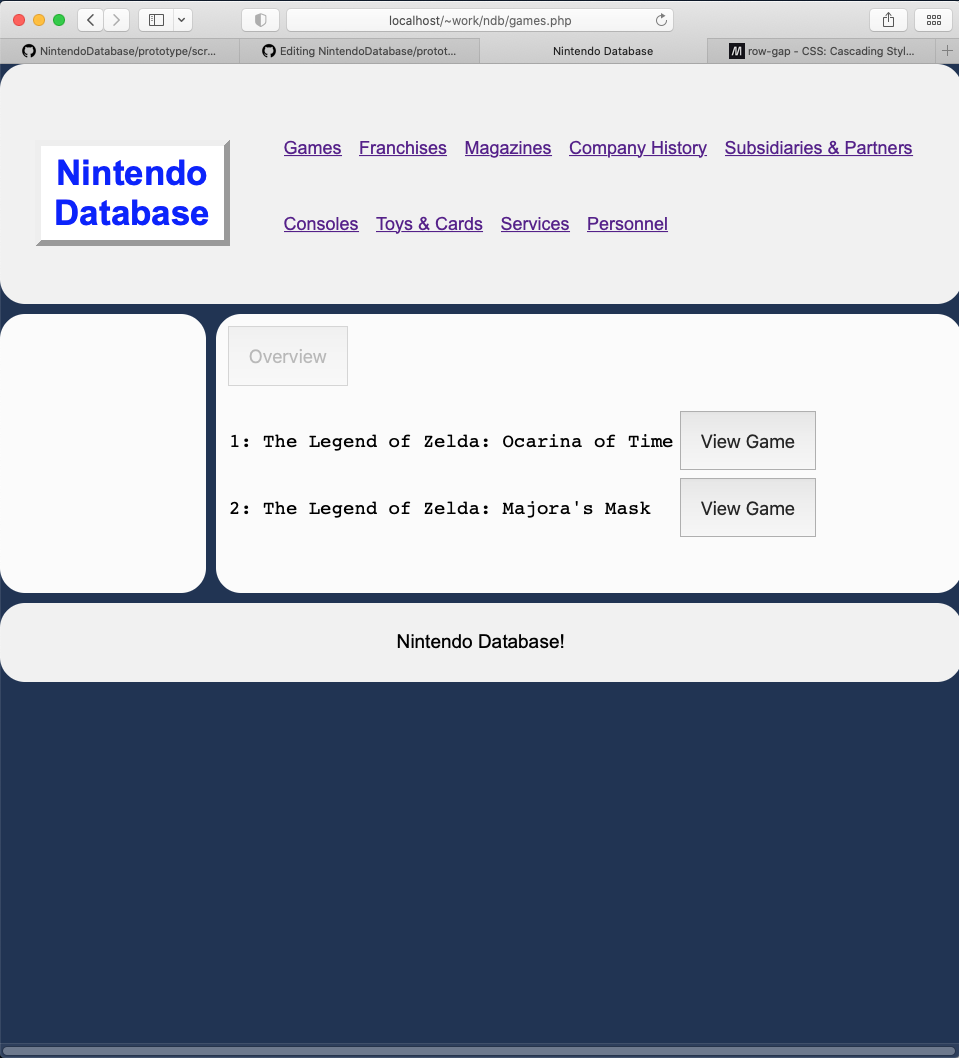 localhost/~work/ndb/games.php
NintendoDatabase/prototype/scr... Editing NintendoDatabase/protot... Nintendo Database M row-gap - CSS: Cascading Styl...
Nintendo
Database
Games Franchises Magazines Company History Subsidiaries & Partners
Consoles Toys & Cards Services Personnel
Overview
1: The Legend of Zelda: Ocarina of Time View Game
2: The Legend of Zelda: Majora's Mask View Game
Nintendo Database!